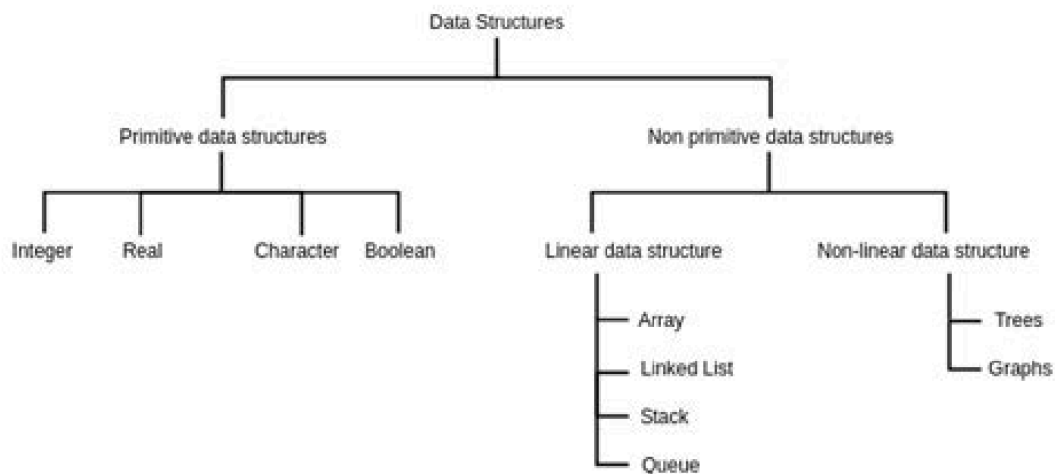 Data Structures
Primitive data structures
Non primitive data structures
Integer
Real
Character
Boolean
Linear data structure
Non-linear data structure
Array
Linked List
Stack
Queue
Trees
Graphs